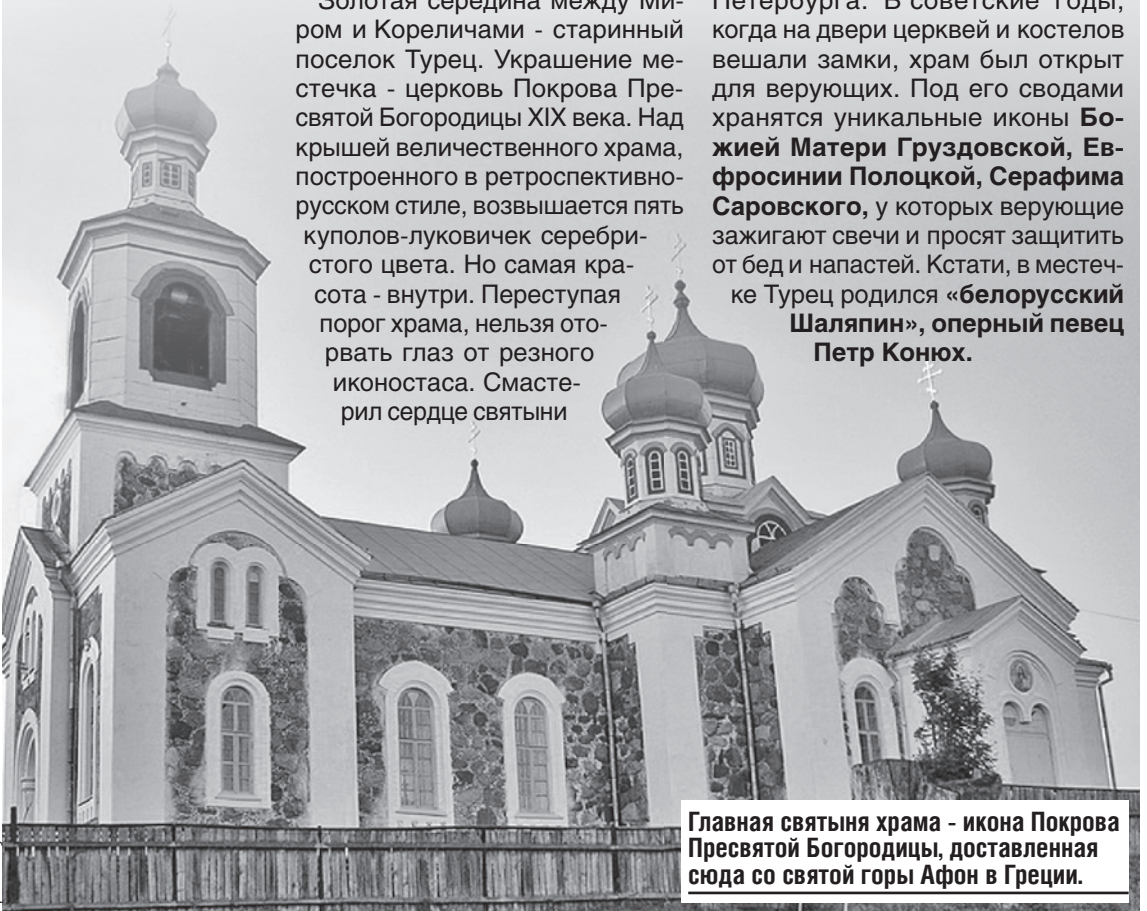 Золотая середина между Ми-
ром и Кореличами - старинный
поселок Турец. Украшение ме-
стечка - церковь Покрова Пре-
святой Богородицы XIX века. Над
крышей величественного храма,
построенного в ретроспективно-
русском стиле, возвышается пять
куполов-луковичек серебри-
стого цвета. Но самая кра-
сота - внутри. Переступая
порог храма, нельзя ото-
рвать глаз от резного
иконостаса. Смасте-
рил сердце святыни
Петербурга. В советские годы,
когда на двери церквей и костелов
вешали замки, храм был открыт
для верующих. Под его сводами
хранятся уникальные иконы Бо-
жией Матери Груздовской, Ев-
фросинии Полоцкой, Серафима
Саровского, у которых верующие
зажигают свечи и просят защитить
от бед и напастей. Кстати, в местеч-
ке Турец родился «белорусский
Шаляпин», оперный певец
Петр Конюх.
Главная святыня храма - икона Покрова
Пресвятой Богородицы, доставленная
сюда со святой горы Афон в Греции.